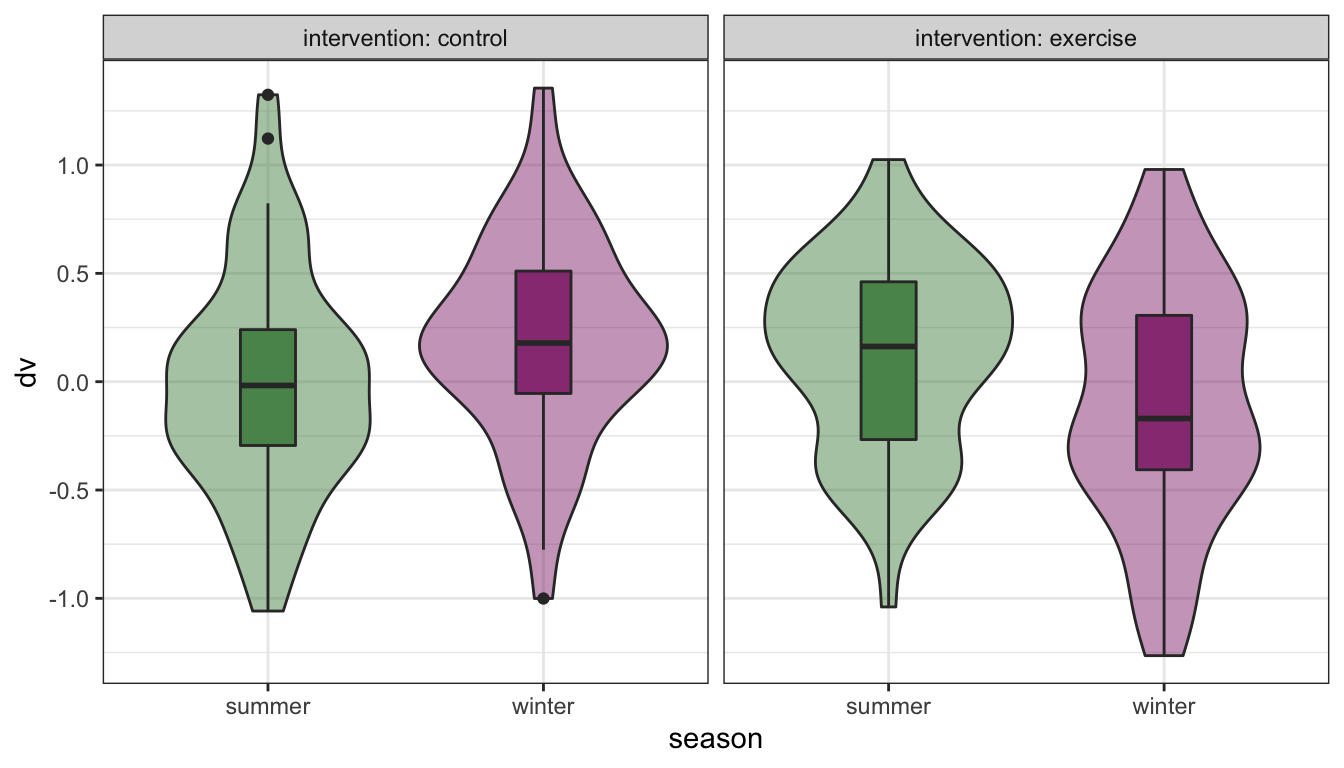 intervention: control
intervention: exercise
1.0
0.5
0.0
-0.5
-1.0
dv
summer
winter
summer
winter
season